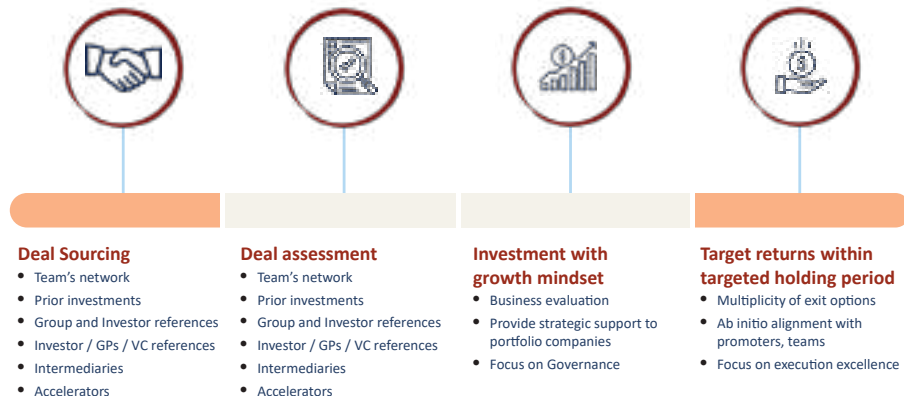 Deal Sourcing
• Team's network
• Prior investments
• Group and Investor references
• Investor / GPs / VC references
• Intermediaries
• Accelerators
Deal assessment
• Team's network
• Prior investments
• Group and Investor references
• Investor / GPs / VC references
• Intermediaries
• Accelerators
Investment with
growth mindset
• Business evaluation
• Provide strategic support to
portfolio companies
• Focus on Governance
Target returns within
targeted holding period
• Multiplicity of exit options
• Ab initio alignment with
promoters, teams
• Focus on execution excellence